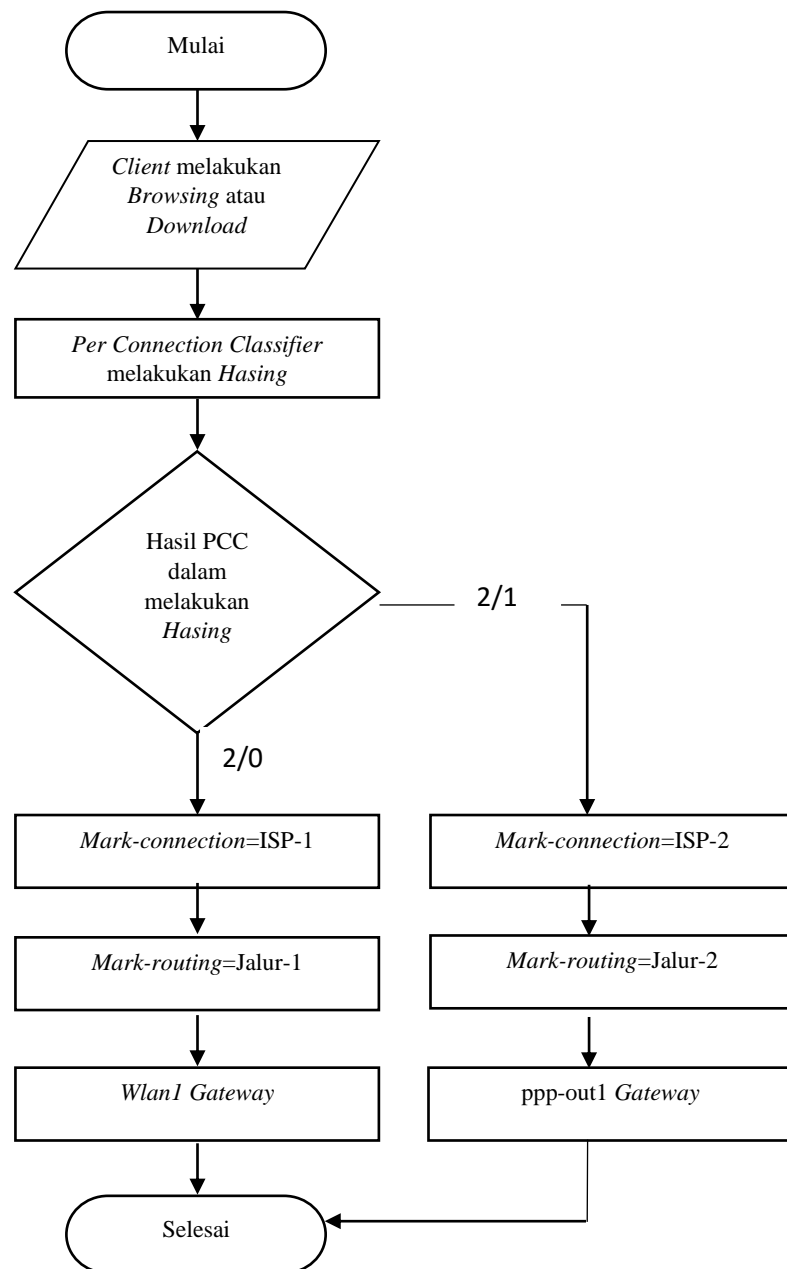 Mulai
Client melakukan
Browsing atau
Download
Per Connection Classifier
melakukan Hasing
Hasil PCC
dalam
melakukan
Hasing
2/1
2/0
Mark-connection=ISP-1
Mark-connection=ISP-2
Mark-routing=Jalur-1
Mark-routing=Jalur-2
Wlan1 Gateway
ppp-out1 Gateway
Selesai